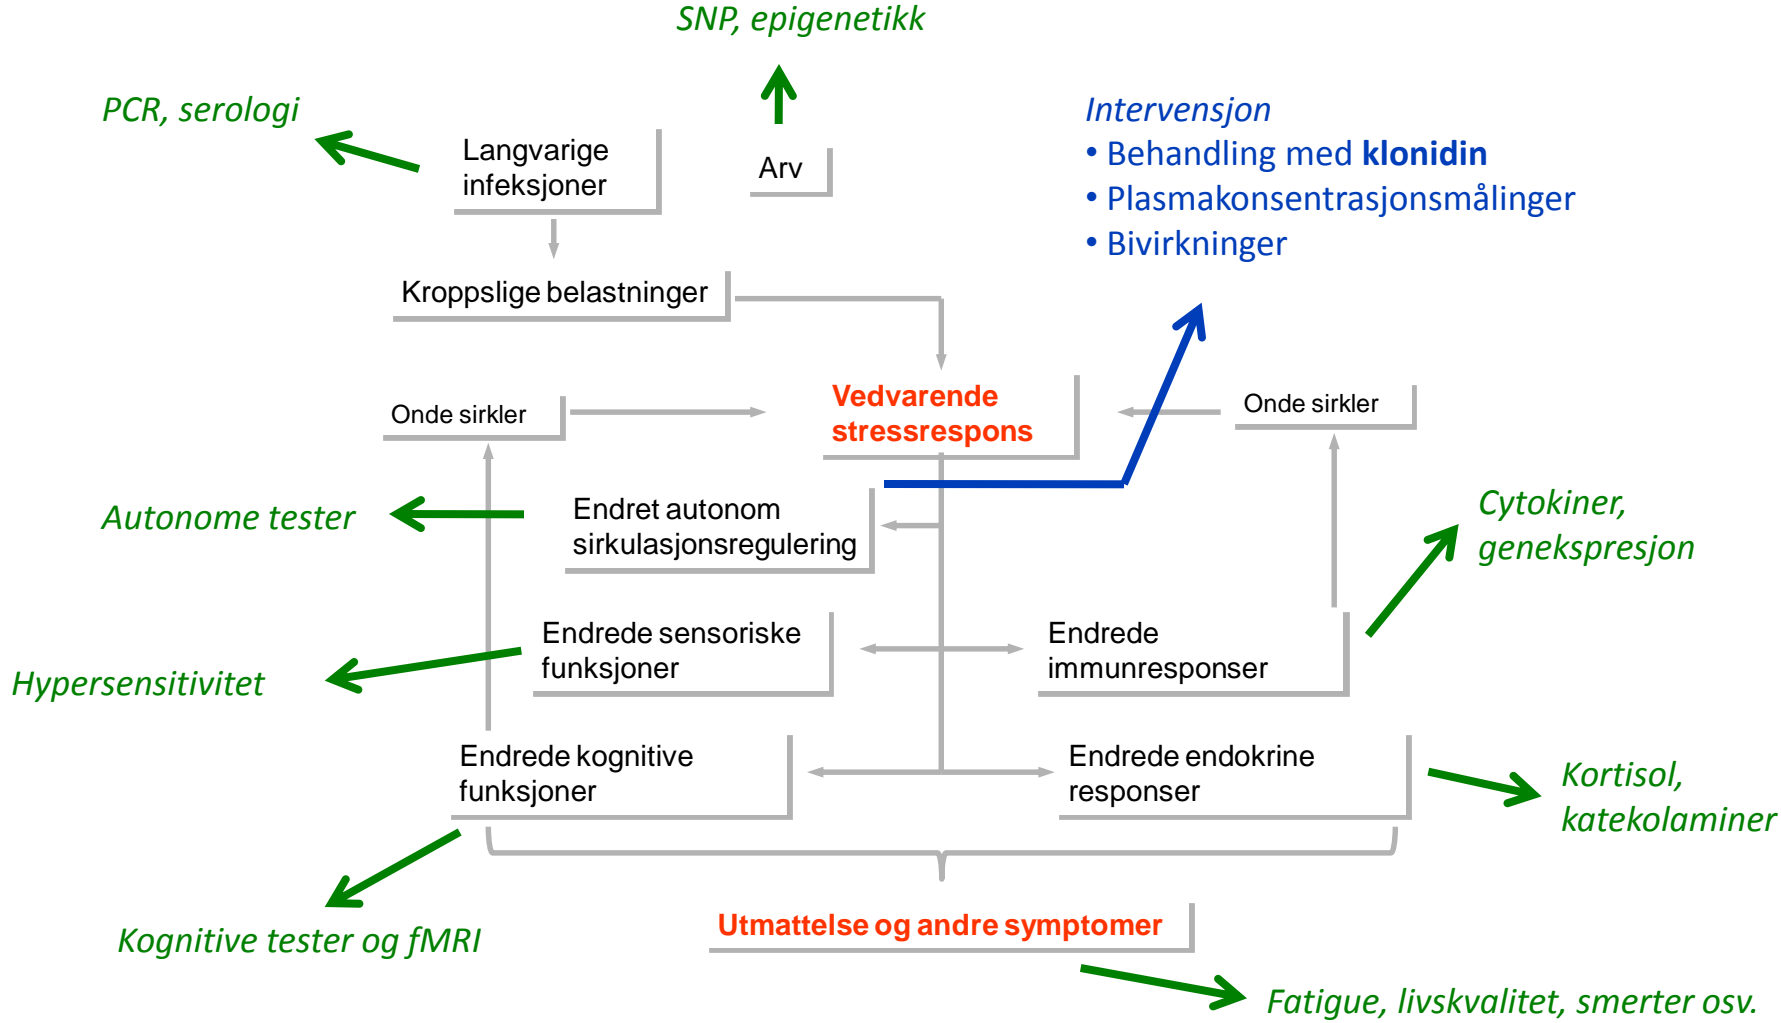 SNP, epigenetikk
PCR, serologi
Langvarige
infeksjoner
Arv
Intervensjon
• Behandling med klonidin
• Plasmakonsentrasjonsmålinger
• Bivirkninger
Kroppslige belastninger
Onde sirkler
Vedvarende
stressrespons
Onde sirkler
Autonome tester
Endret autonom
sirkulasjonsregulering
Cytokiner,
genekspresjon
Hypersensitivitet
Endrede sensoriske
funksjoner
Endrede
immunresponser
Endrede kognitive
funksjoner
Endrede endokrine
responser
Kortisol,
katekolaminer
Kognitive tester og fMRI
Utmattelse og andre symptomer
Fatigue, livskvalitet, smerter osv.